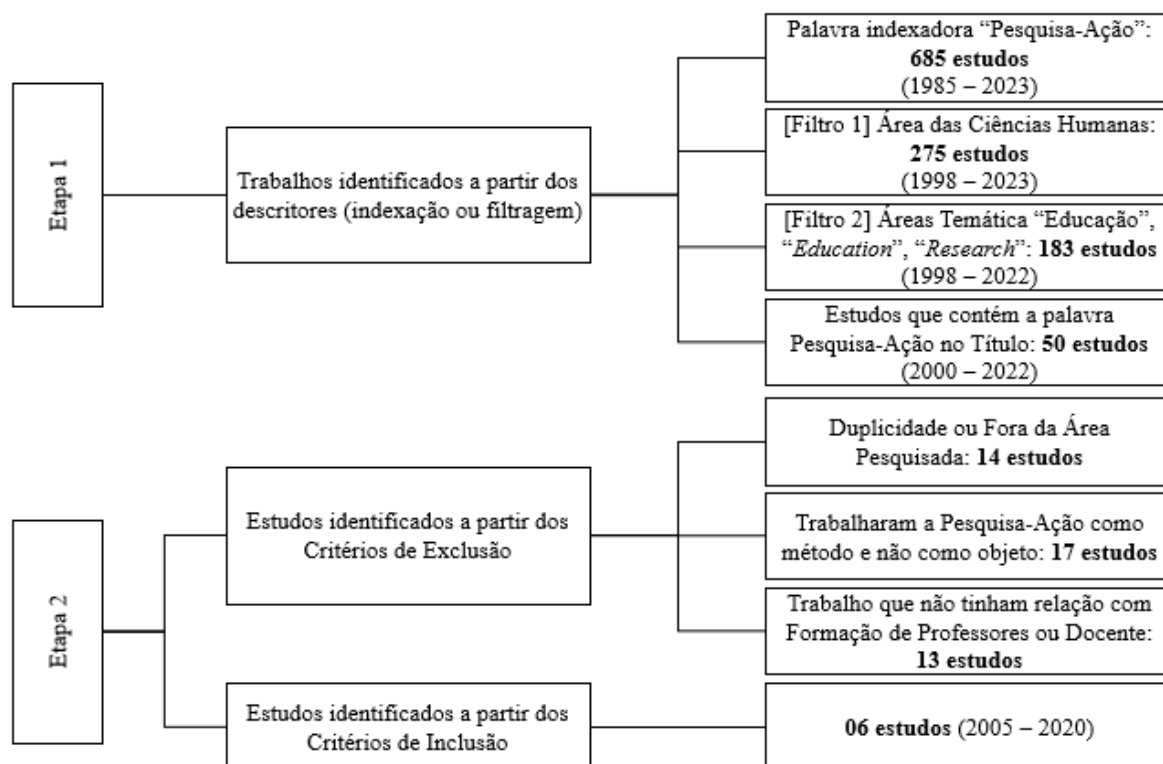 Etapa 1
Trabalhos identificados a partir dos
descritores (indexação ou filtragem)
Palavra indexadora “Pesquisa-Ação”:
685 estudos
(1985 – 2023)
[Filtro 1] Área das Ciências Humanas:
275 estudos
(1998 – 2023)
[Filtro 2] Áreas Temática “Educação”,
“Education”, “Research”: 183 estudos
(1998 – 2022)
Estudos que contém a palavra
Pesquisa-Ação no Título: 50 estudos
(2000 – 2022)
Etapa 2
Estudos identificados a partir dos
Critérios de Exclusão
Duplicidade ou Fora da Área
Pesquisada: 14 estudos
Trabalharam a Pesquisa-Ação como
método e não como objeto: 17 estudos
Trabalho que não tinham relação com
Formação de Professores ou Docente:
13 estudos
Estudos identificados a partir dos
Critérios de Inclusão
06 estudos (2005 – 2020)